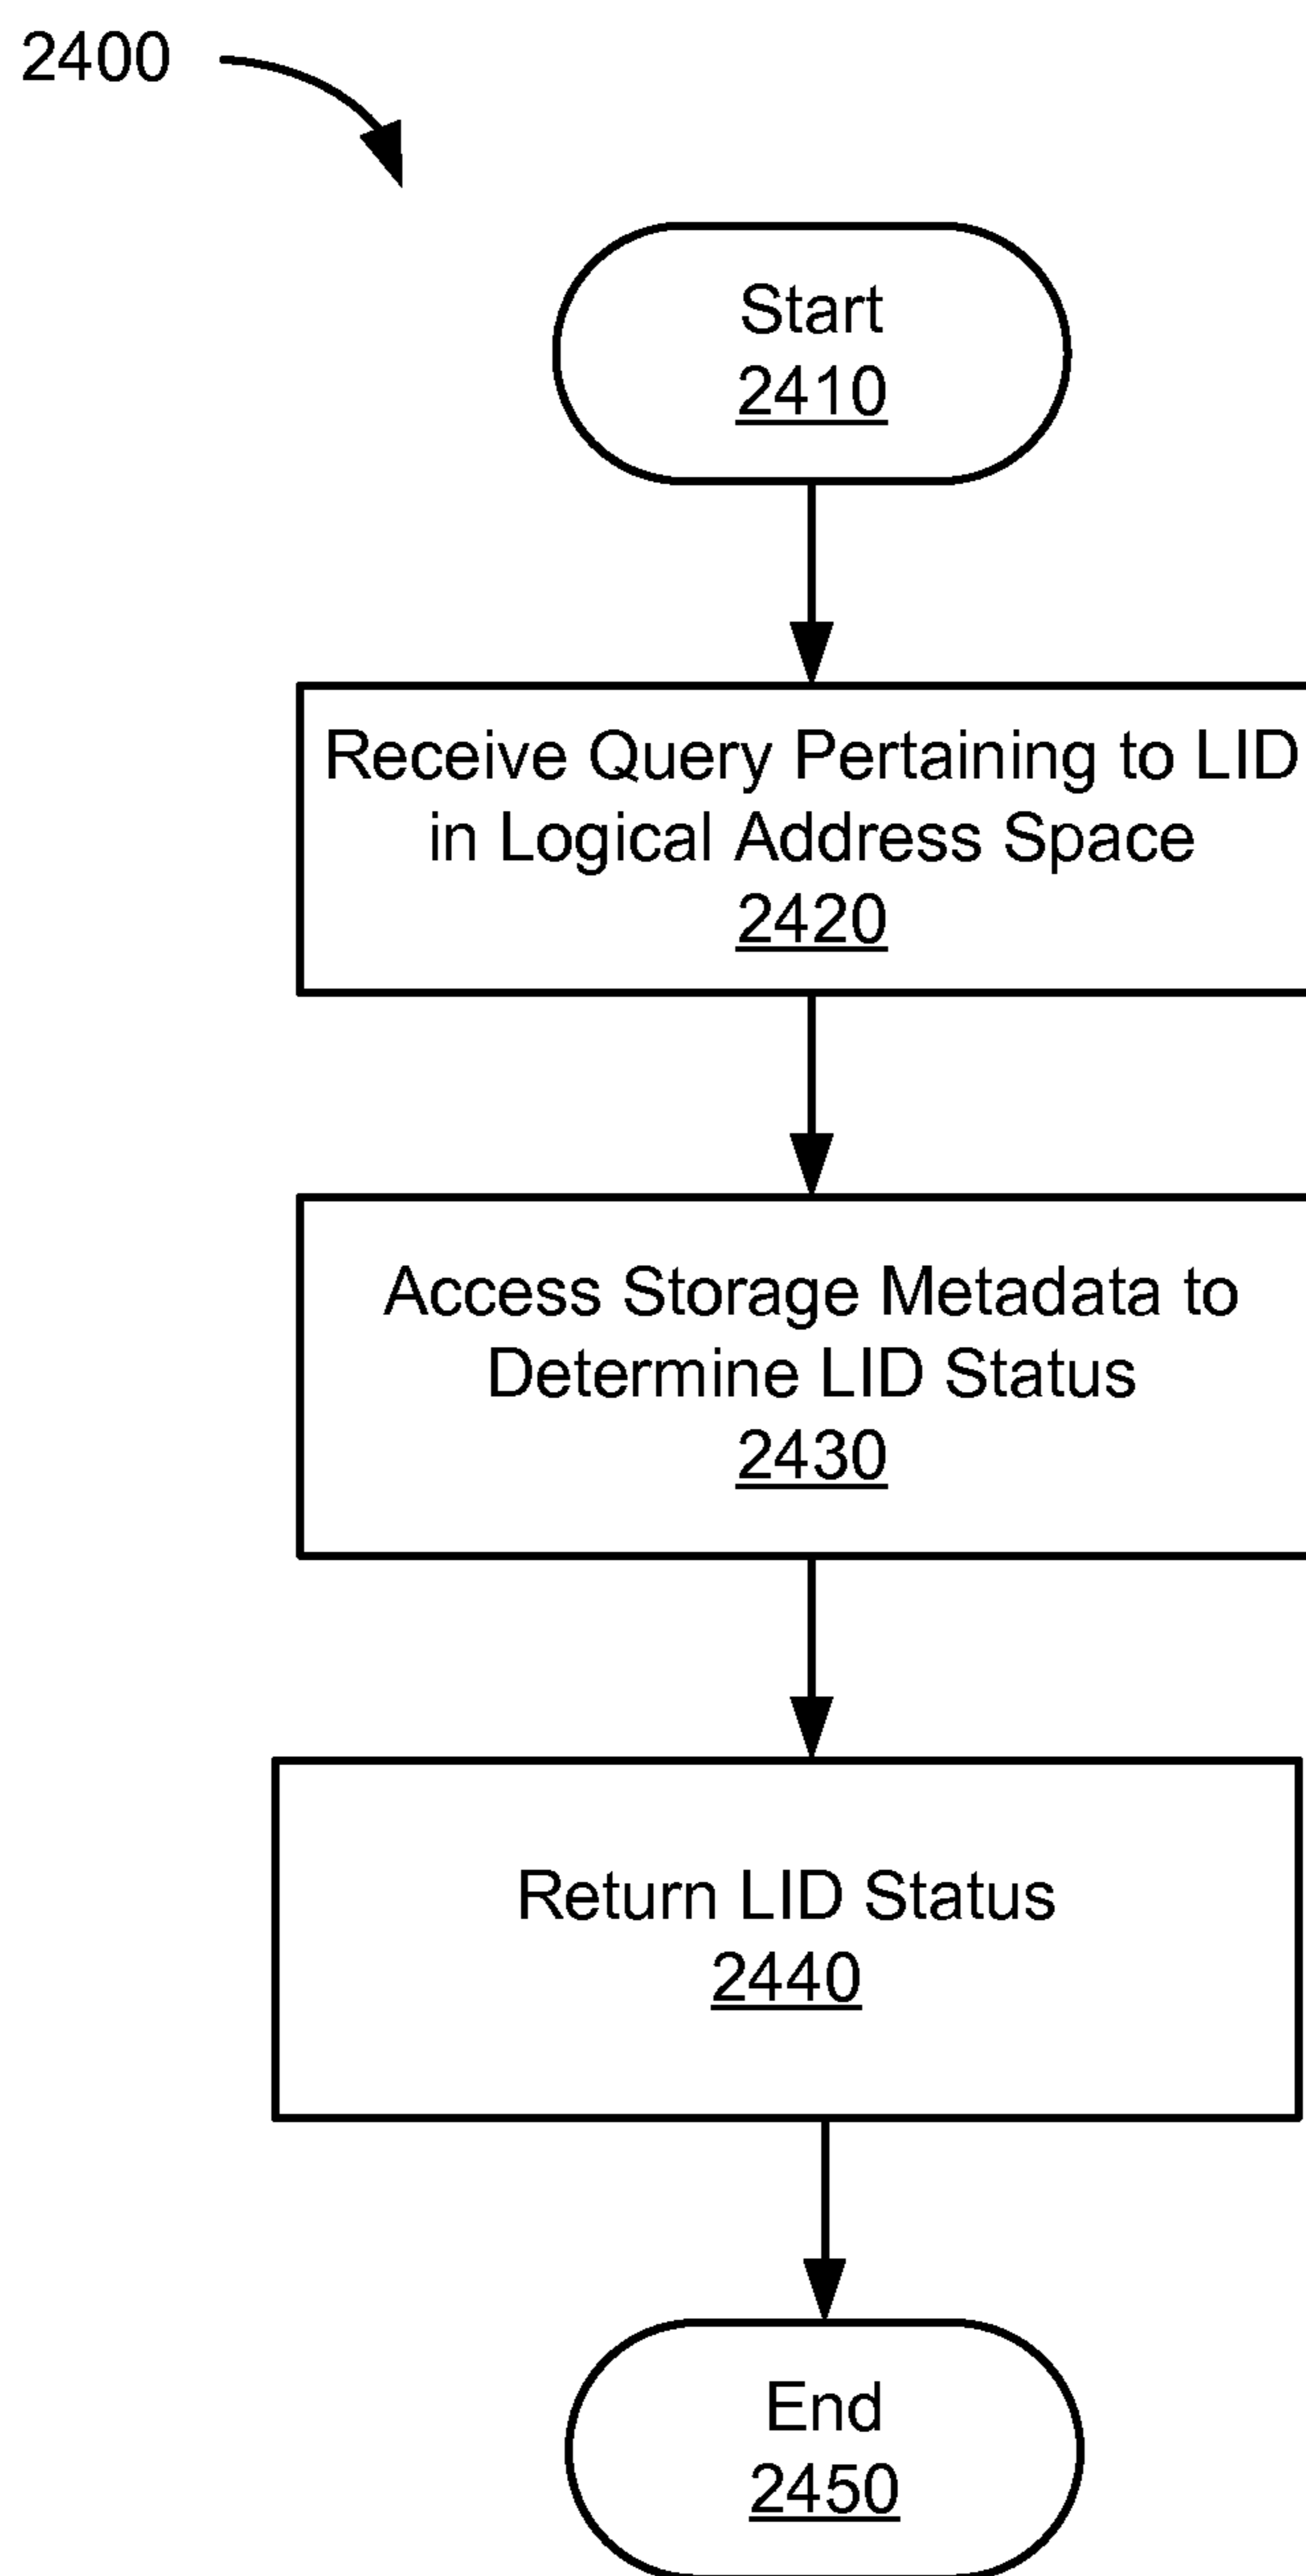 2400
Start
2410
Receive Query Pertaining to LID
in Logical Address Space
2420
Access Storage Metadata to
Determine LID Status
2430
Return LID Status
2440
End
2450